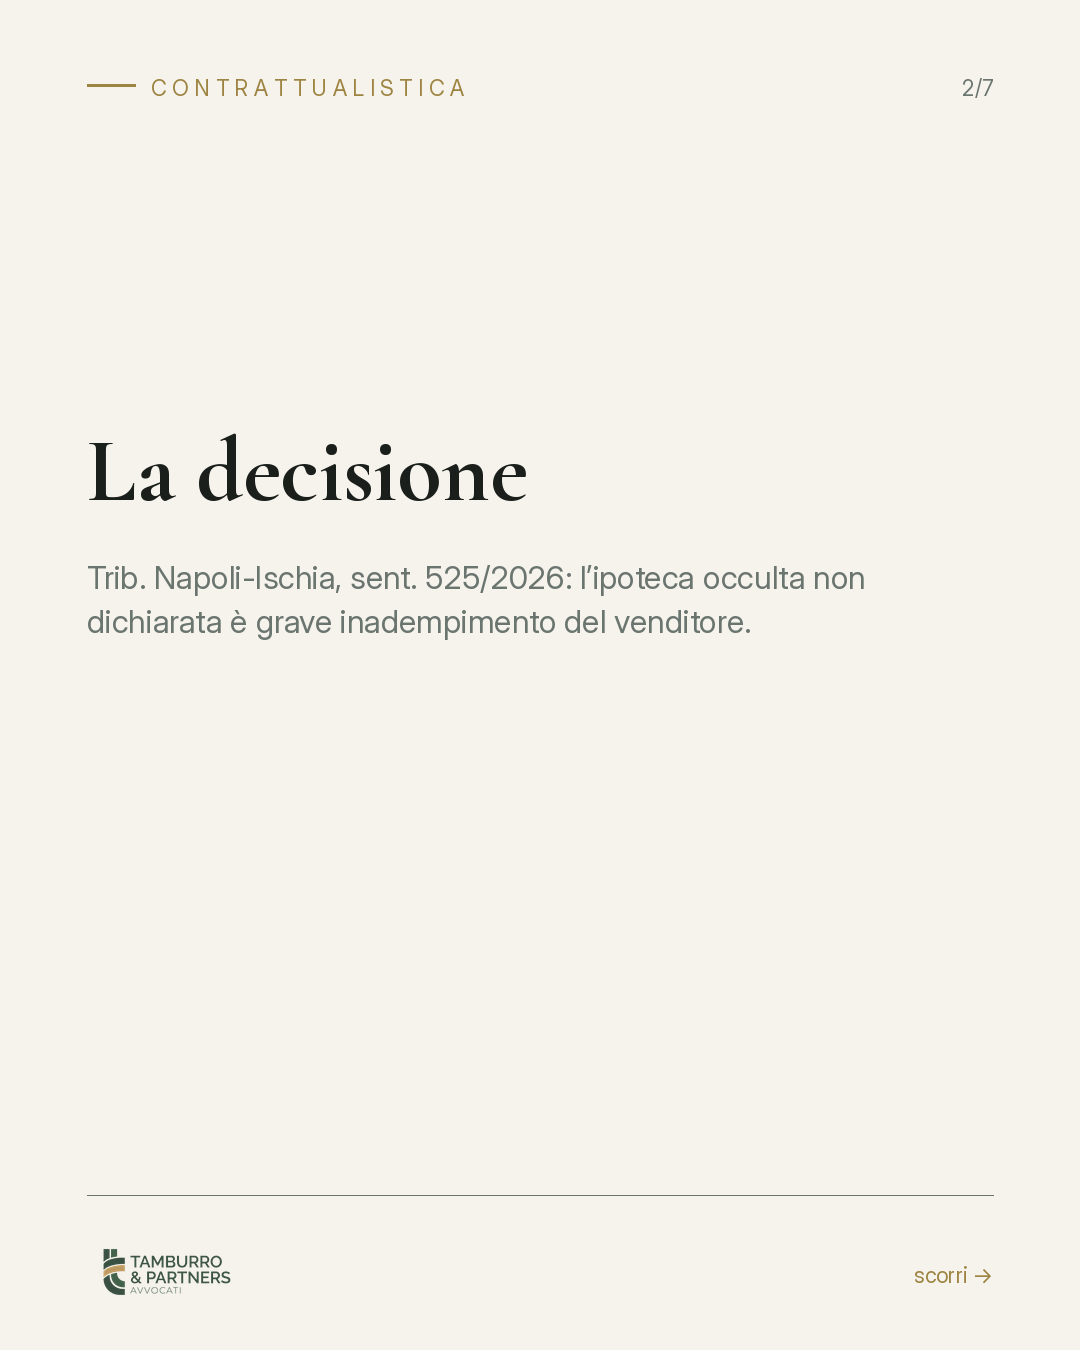 CONTRATTUALISTICA
2/7
La decisione
Trib. Napoli-Ischia, sent. 525/2026: l’ipoteca occulta non
dichiarata è grave inadempimento del venditore.
TAMBURRO
& PARTNERS
AVVOCATI
scorri →